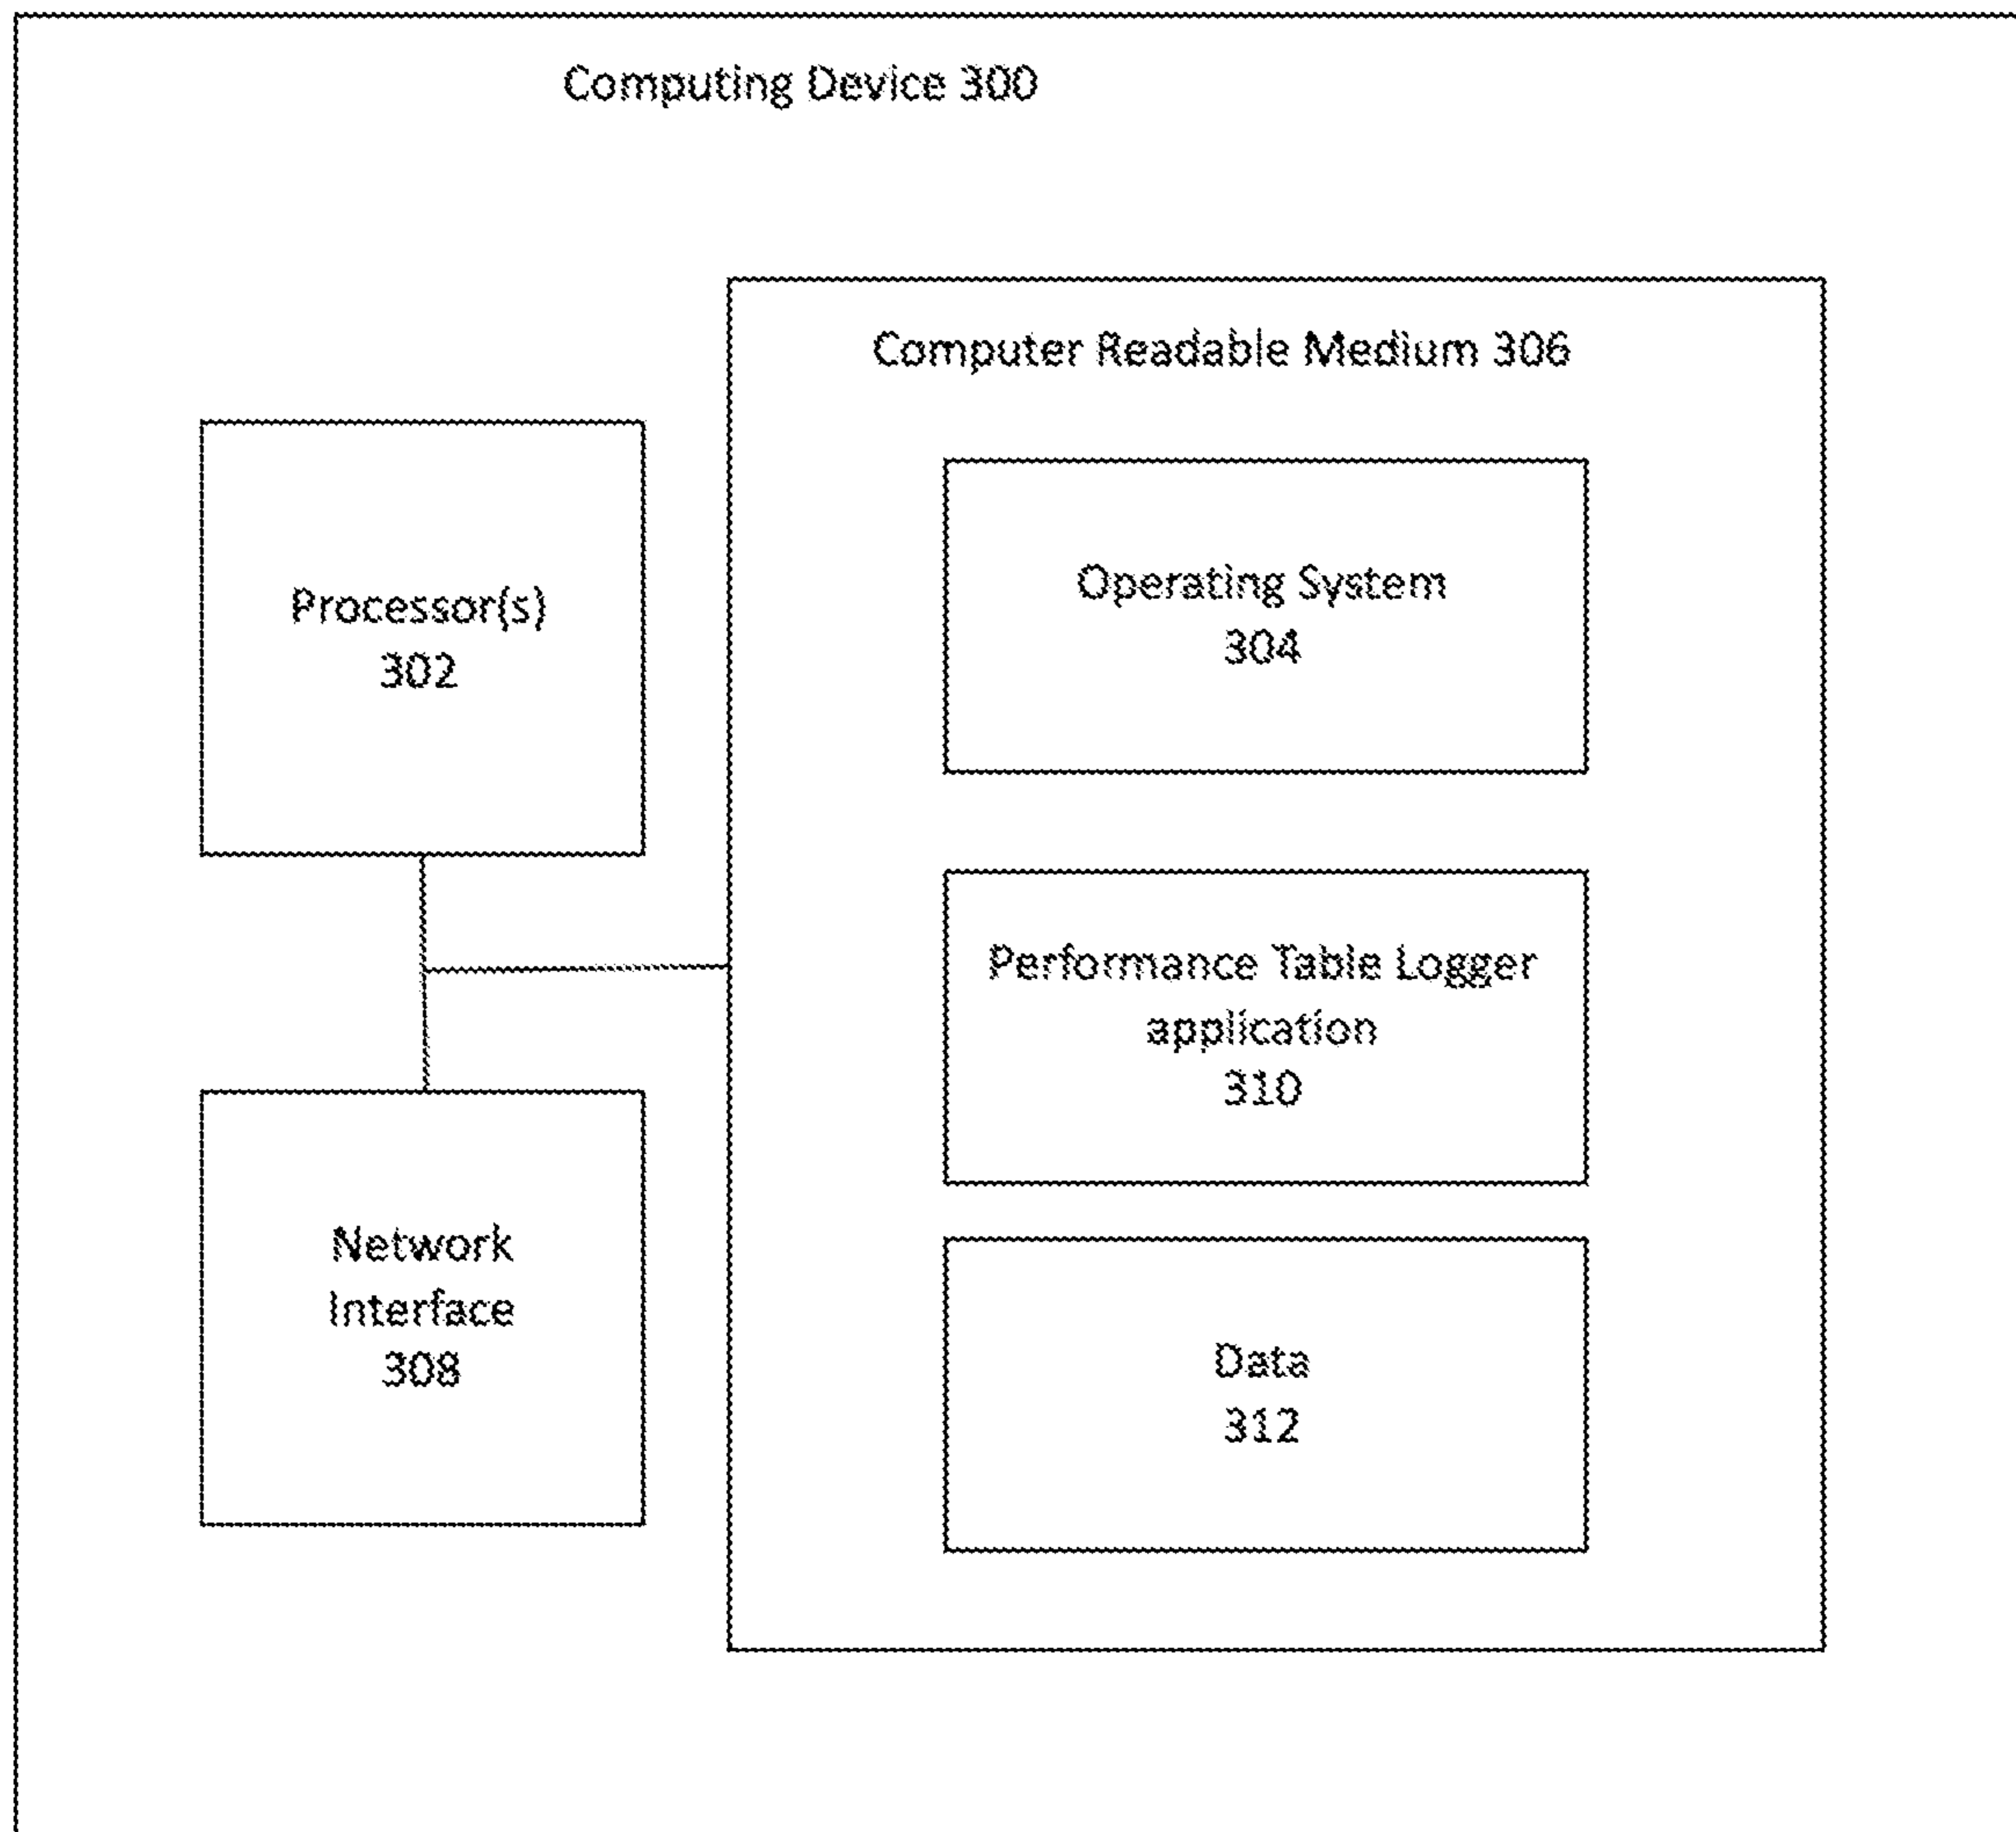 Computing Device 300
Computer Readable Medium 306
Processor(s)
302
Operating System
304
Performance Table Logger
application
310
Network
Interface
308
Data
312